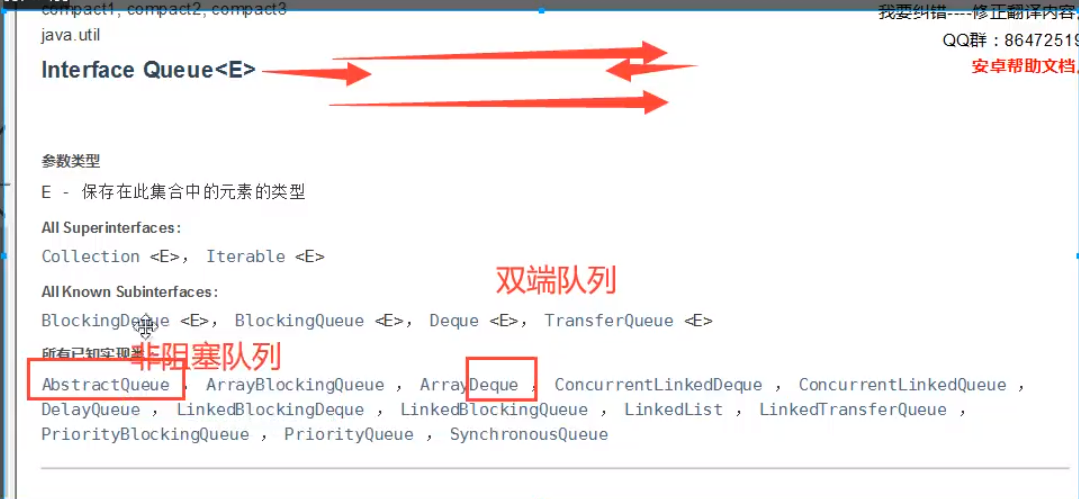 compact1, compact2, compact3
我要纠错----修正翻译内容
java.util
QQ群：8647251
Interface Queue<E>
安卓帮助文档
参数类型
E - 保存在此集合中的元素的类型
All Superinterfaces:
Collection <E>, Iterable <E>
双端队列
All Known Subinterfaces:
BlockingDeque <E>, BlockingQueue <E>, Deque <E>, TransferQueue <E>
非阻塞队列
所有已知实现类
AbstractQueue , ArrayBlockingQueue , ArrayDeque , ConcurrentLinkedDeque , ConcurrentLinkedQueue ,
DelayQueue , LinkedBlockingDeque , LinkedBlockingQueue , LinkedList , LinkedTransferQueue ,
PriorityBlockingQueue , PriorityQueue , SynchronousQueue